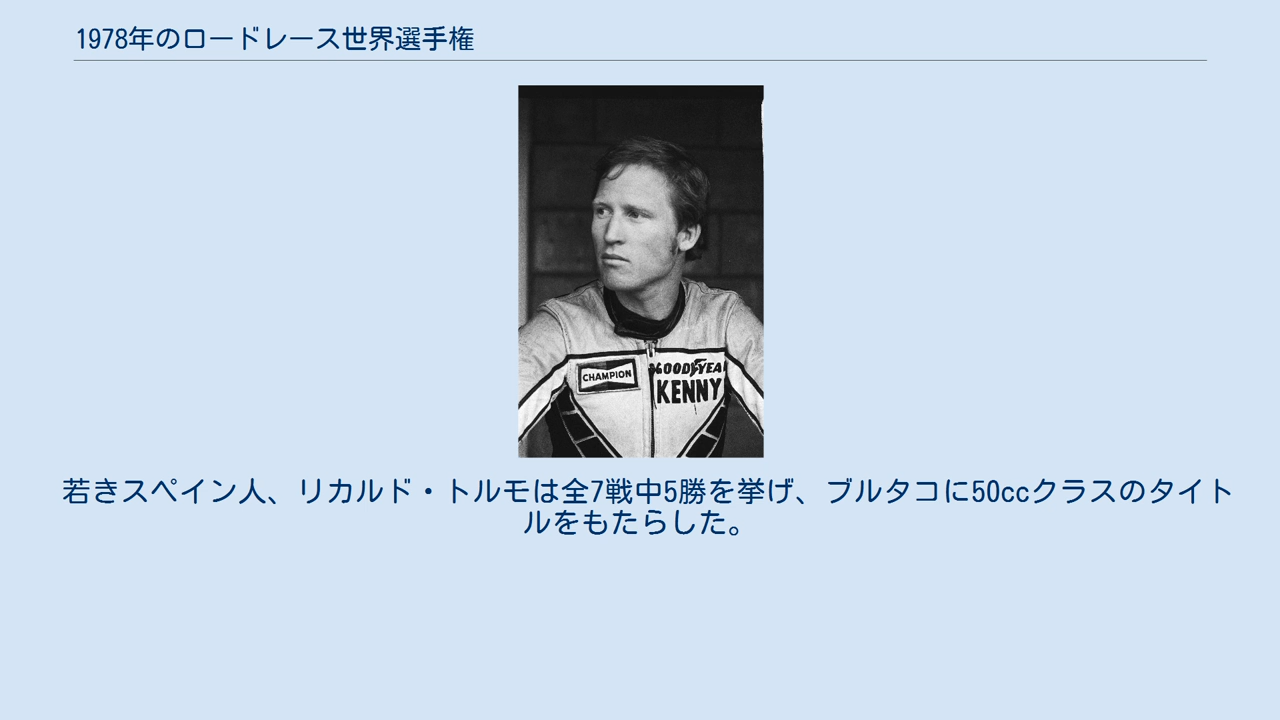 1978年のロードレース世界選手権
CHAMPION
GOODYEAR
KENNY
若きスペイン人、リカルド・トルモは全7戦中5勝を挙げ、ブルタコに50ccクラスのタイト
ルをもたらした。